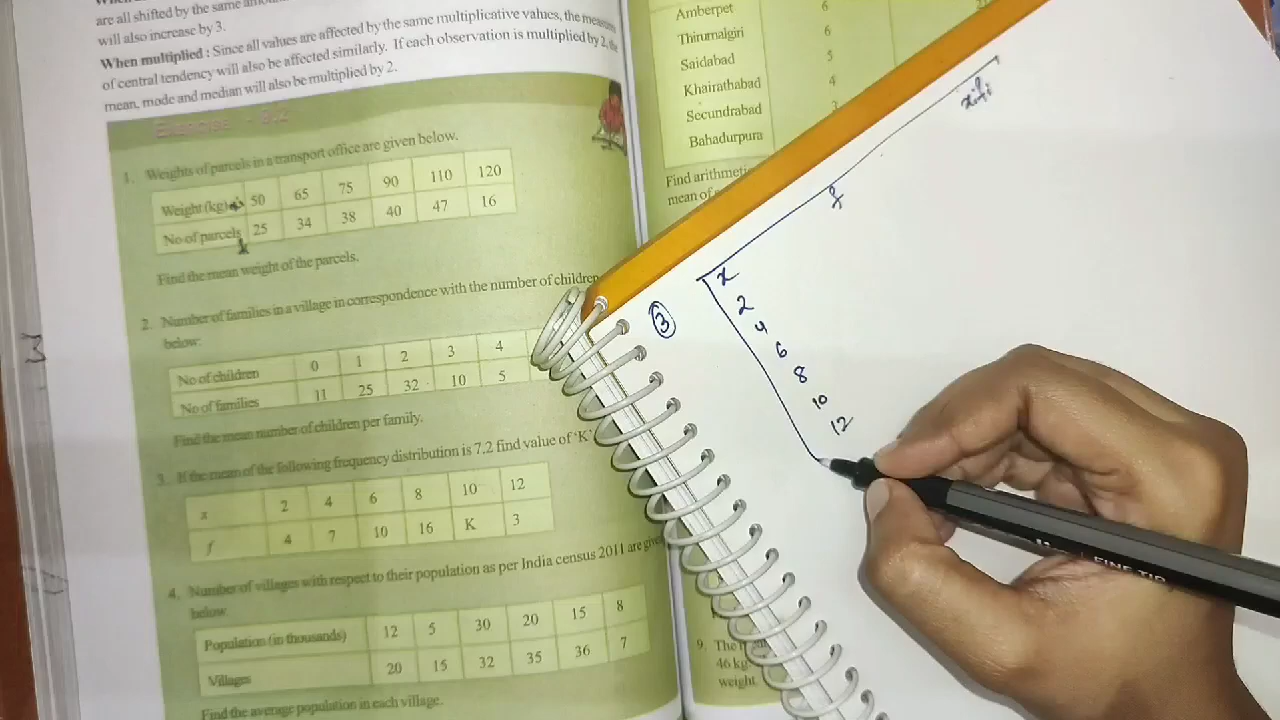 are all shifted by the same
will also increase by 3.
When multiplied : Since all values are affected by the same multiplicative values, the
of central tendency will also be affected similarly. If each observation is multiplied by 2,
mean, mode and median will also be multiplied by 2.
1. Weights of parcels in a transport office are given below.
Weight (kg) 50 65 75 90 110 120
No of parcels 25 34 38 40 47 16
Find the mean weight of the parcels.
2. Number of families in a village in correspondence with the number of children
below:
No of children 0 1 2 3 4
No of families 11 25 32 10 5
Find the mean number of children per family.
3. If the mean of the following frequency distribution is 7.2 find value of 'K'
x 2 4 6 8 10 12
f 4 7 10 16 K 3
4. Number of villages with respect to their population as per India census 2011 are
below
Population (in thousands) 12 5 30 20 15 8
Villages 20 15 32 35 36 7
Find the average population in each village.
Amberpet 6
Thirumalgiri 6
Saidabad 5
Khairathabad 4
Secundrabad
Bahadurpura
Find
mean of
9. The
46 kg
weight
3
x
2
4
6
8
10
12
FINE TIP